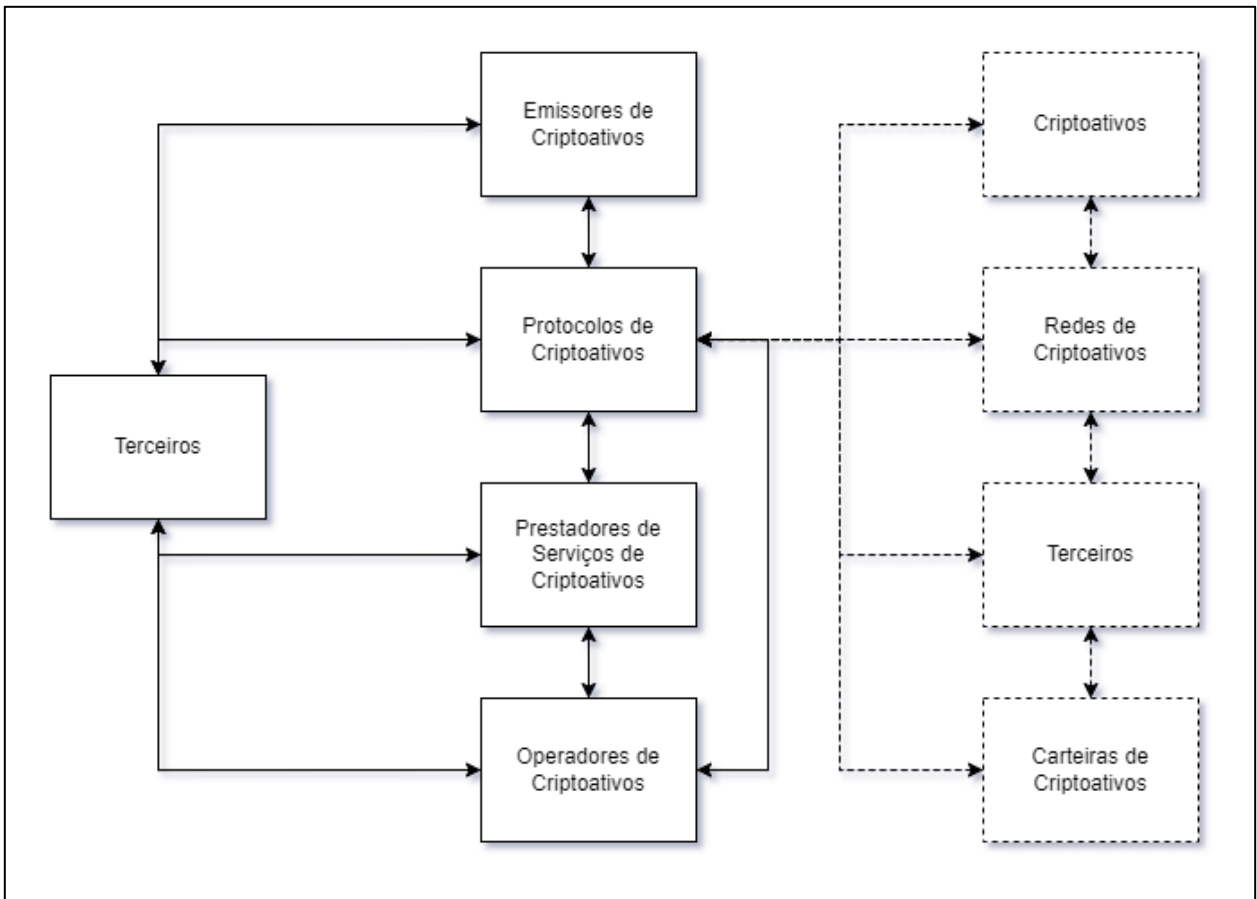 Emissores de
Criptoativos
Criptoativos
Protocolos de
Criptoativos
Redes de
Criptoativos
Terceiros
Prestadores de
Serviços de
Criptoativos
Terceiros
Operadores de
Criptoativos
Carteiras de
Criptoativos